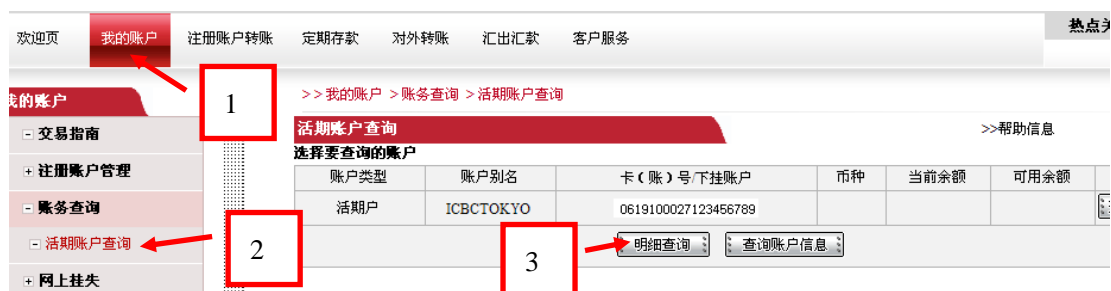 欢迎页 我的账户 注册账户转账 定期存款 对外转账 汇出汇款 客户服务 热点
我的账户
1
>>我的账户 >账务查询 >活期账户查询
- 交易指南
活期账户查询 >>帮助信息
选择要查询的账户
+ 注册账户管理
账户类型 账户别名 卡(账)号/下挂账户 币种 当前余额 可用余额
- 账务查询
活期户 ICBCTOKYO 0619100027123456789
- 活期账户查询
2
明细查询 查询账户信息
3
+ 网上挂失